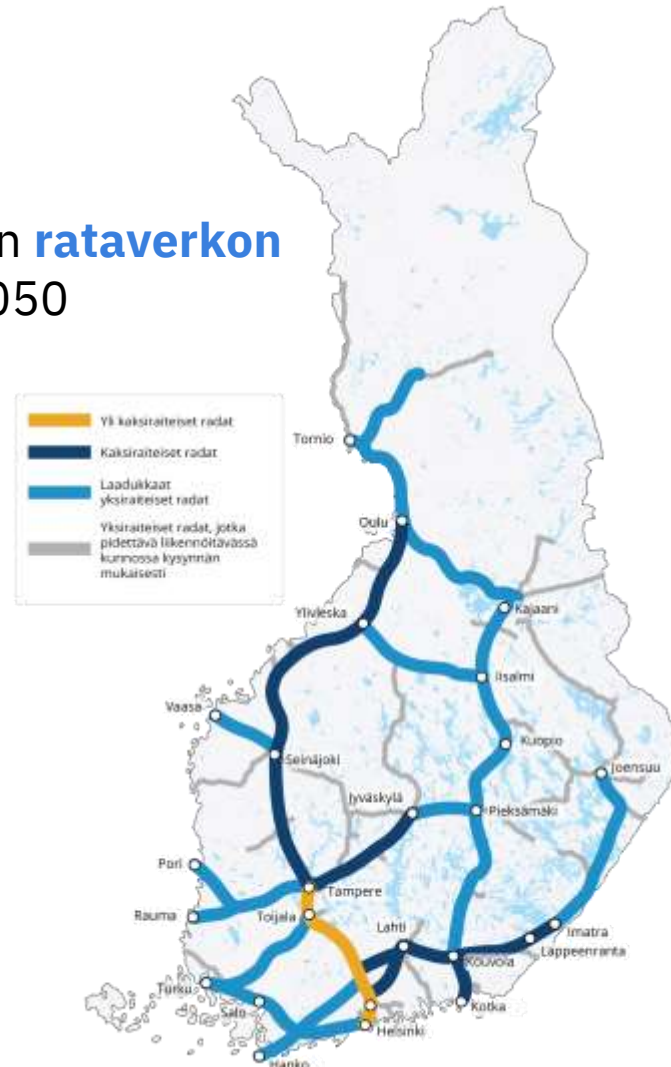 n rataverkon
050
Yli kaksiraiteiset radat
Kaksiraiteiset radat
Laadukkaat
yksiraiteiset radat
Yksiraiteiset radat, jotka
pidettävä liikennöitävässä
kunnossa kysynnän
mukaisesti
Tornio
Oulu
Kajaani
Ylivieska
Iisalmi
Vaasa
Kuopio
Seinäjoki
Joensuu
Jyväskylä
Pieksämäki
Pori
Tampere
Rauma
Toijala
Lahti
Imatra
Lappeenranta
Kouvola
Turku
Salo
Kotka
Helsinki
Hanko